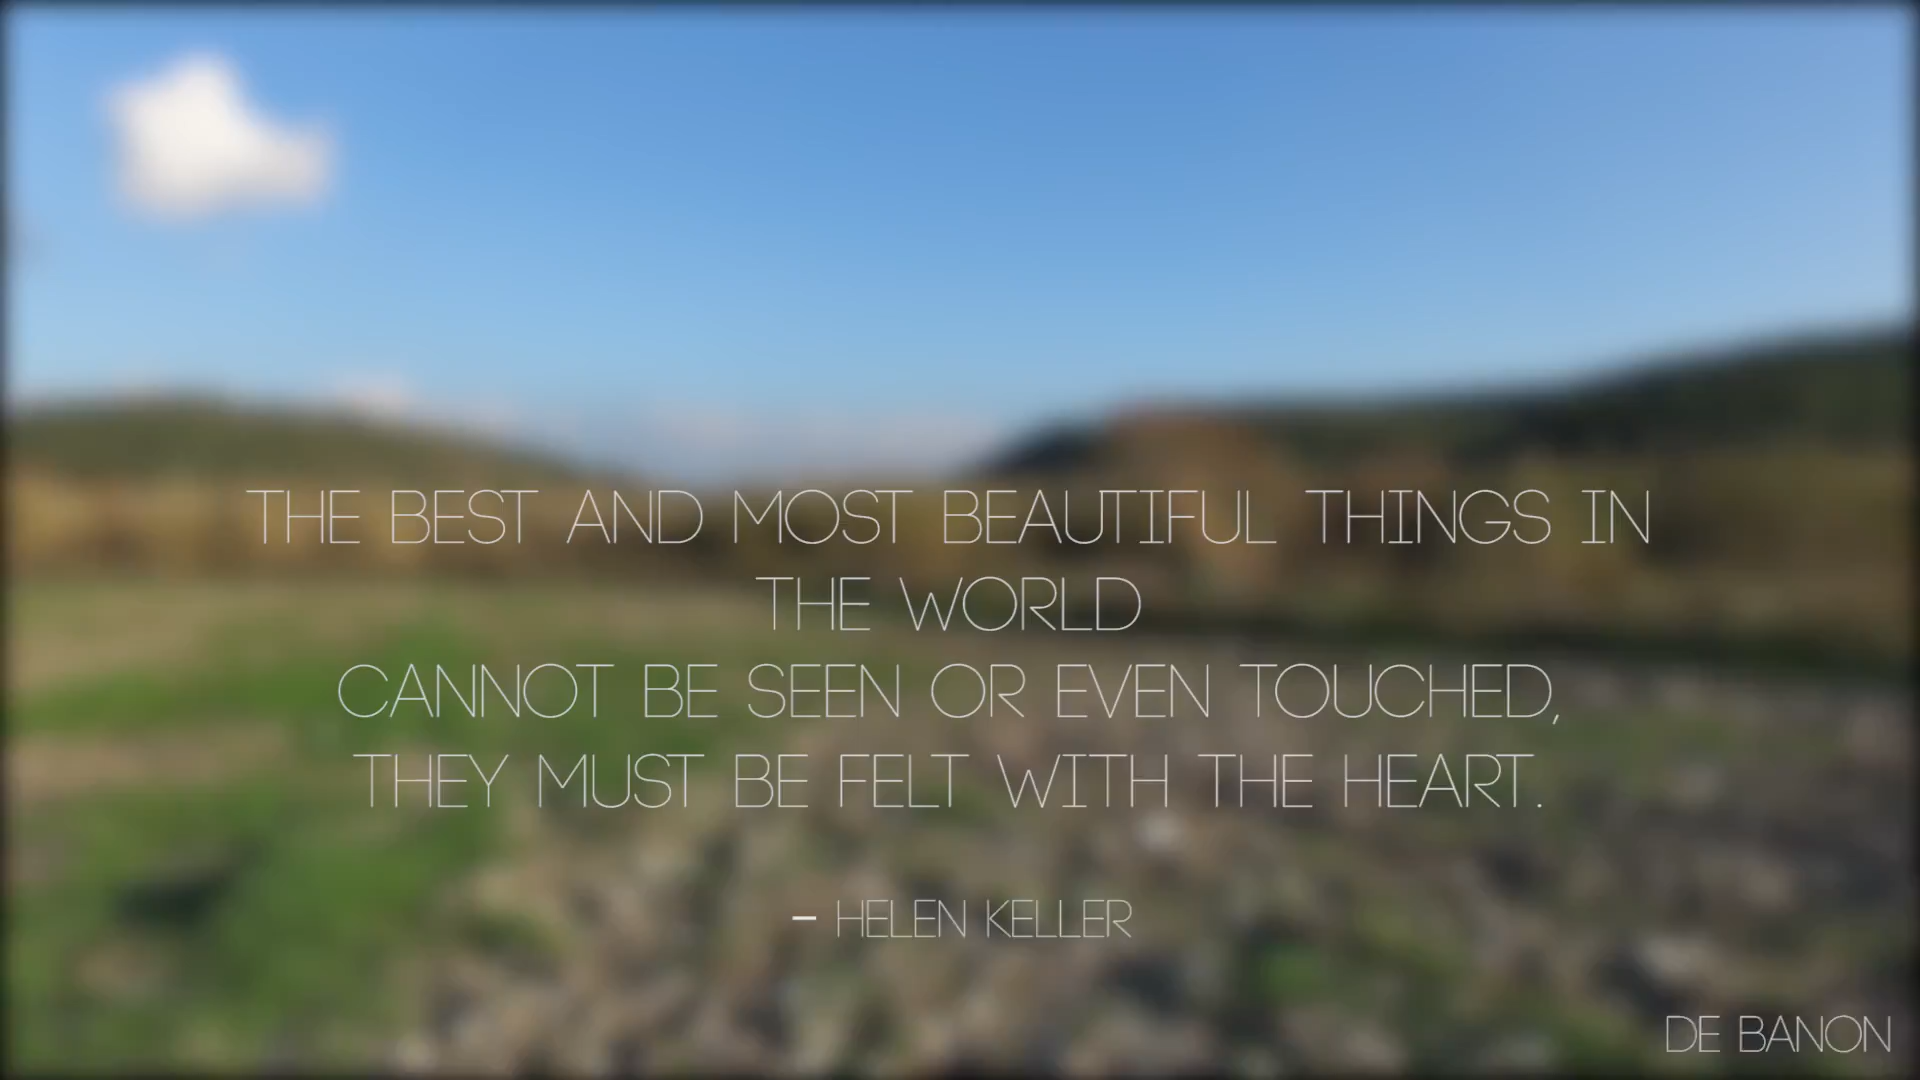 THE BEST AND MOST BEAUTIFUL THINGS IN
THE WORLD
CANNOT BE SEEN OR EVEN TOUCHED,
THEY MUST BE FELT WITH THE HEART.
- HELEN KELLER
DE BANON